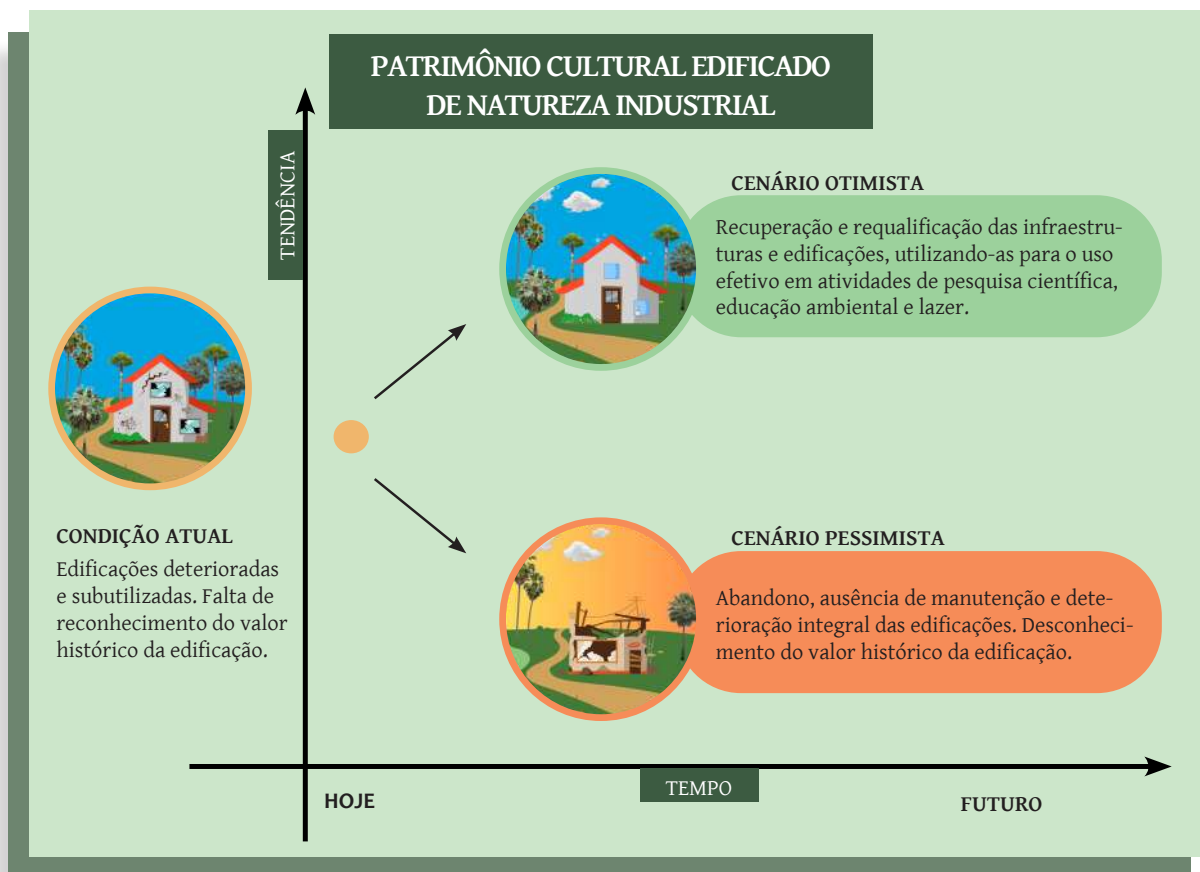 PATRIMÔNIO CULTURAL EDIFICADO
DE NATUREZA INDUSTRIAL
TENDÊNCIA
CENÁRIO OTIMISTA
Recuperação e requalificação das infraestru-
turas e edificações, utilizando-as para o uso
efetivo em atividades de pesquisa científica,
educação ambiental e lazer.
CONDIÇÃO ATUAL
Edificações deterioradas
e subutilizadas. Falta de
reconhecimento do valor
histórico da edificação.
CENÁRIO PESSIMISTA
Abandono, ausência de manutenção e dete-
rioração integral das edificações. Desconheci-
mento do valor histórico da edificação.
HOJE
TEMPO
FUTURO